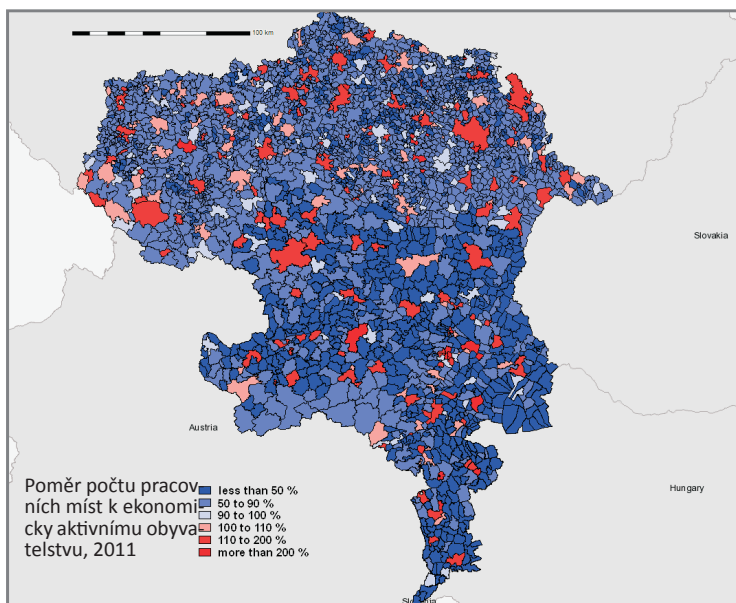 100 km
Slovakia
Austria
Hungary
Poměr počtu pracov
ních míst k ekonomi
cky aktivnímu obyva
telstvu, 2011
less than 50 %
50 to 90 %
90 to 100 %
100 to 110 %
110 to 200 %
more than 200 %